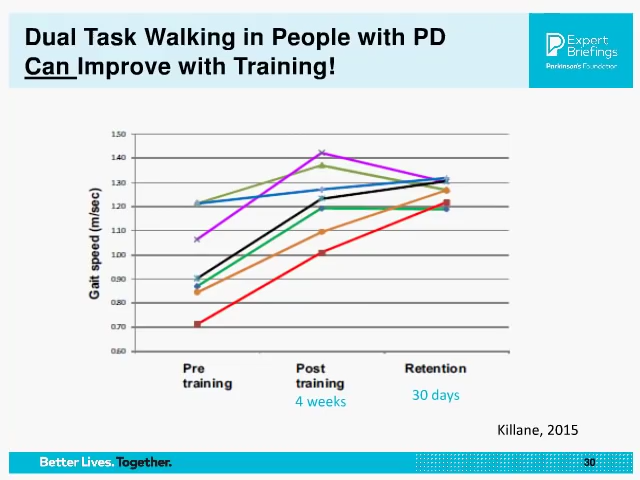 Dual Task Walking in People with PD
Can Improve with Training!
Expert
Briefings
Parkinson's Foundation
1.50
1.40
1.30
1.20
1.10
1.00
0.90
0.80
0.70
0.60
Gait speed (m/sec)
Pre
training
Post
training
Retention
4 weeks
30 days
Killane, 2015
Better Lives. Together.
30